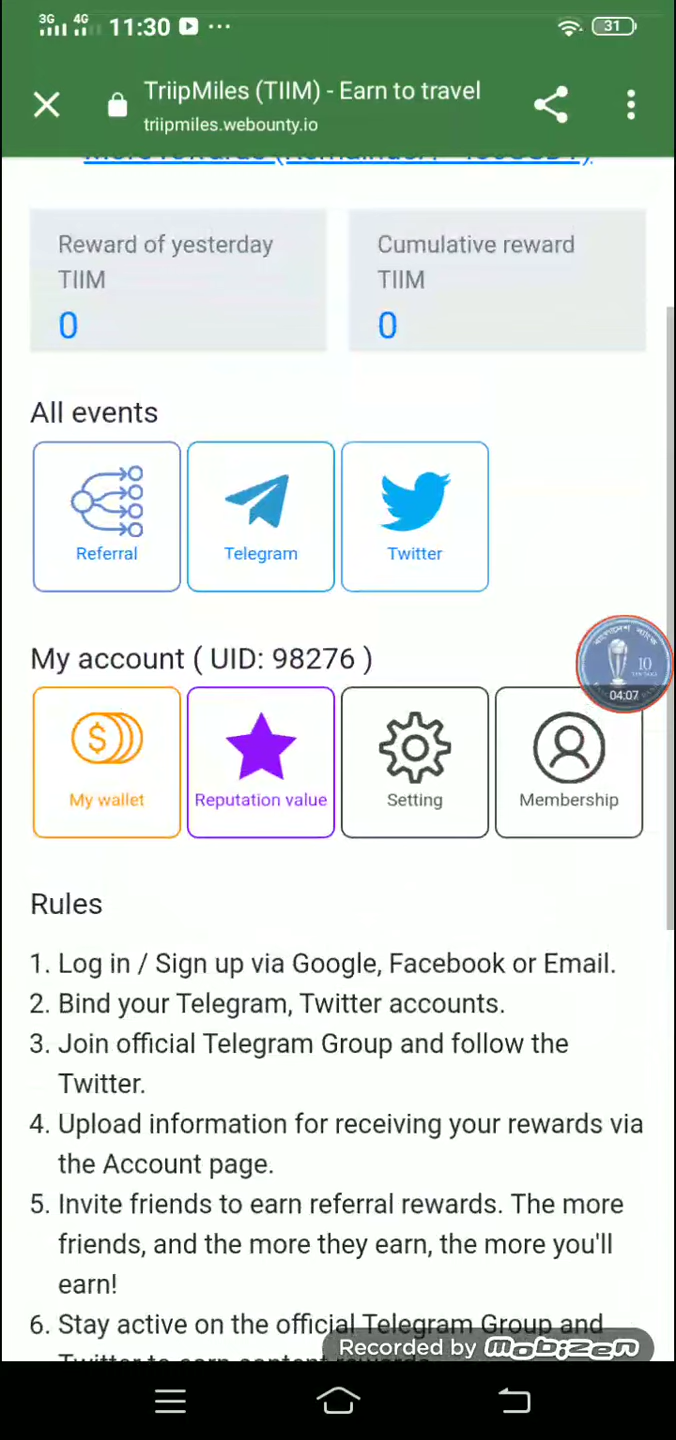 3G 4G 11:30 ... 31
TriipMiles (TIIM) - Earn to travel
triipmiles.webounty.io
Reward of yesterday
TIIM
0
Cumulative reward
TIIM
0
All events
Referral
Telegram
Twitter
My account ( UID: 98276 )
10
04:07
My wallet
Reputation value
Setting
Membership
Rules
1. Log in / Sign up via Google, Facebook or Email.
2. Bind your Telegram, Twitter accounts.
3. Join official Telegram Group and follow the
Twitter.
4. Upload information for receiving your rewards via
the Account page.
5. Invite friends to earn referral rewards. The more
friends, and the more they earn, the more you'll
earn!
6. Stay active on the official Telegram Group and
Recorded by mobizen